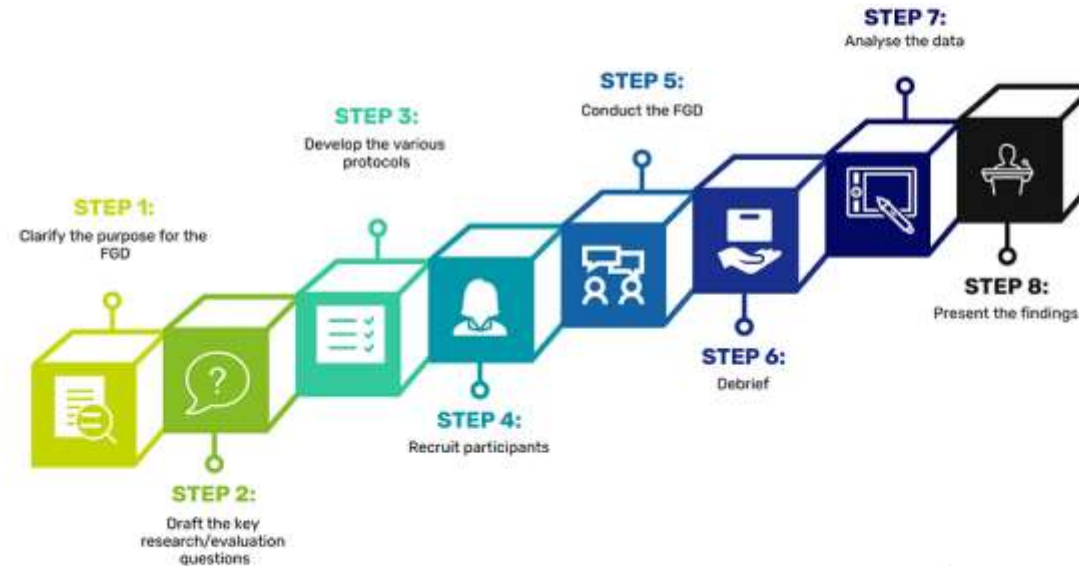 STEP 1:
Clarify the purpose for the
FGD
STEP 2:
Draft the key
research/evaluation
questions
STEP 3:
Develop the various
protocols
STEP 4:
Recruit participants
STEP 5:
Conduct the FGD
STEP 6:
Debrief
STEP 7:
Analyse the data
STEP 8:
Present the findings
?